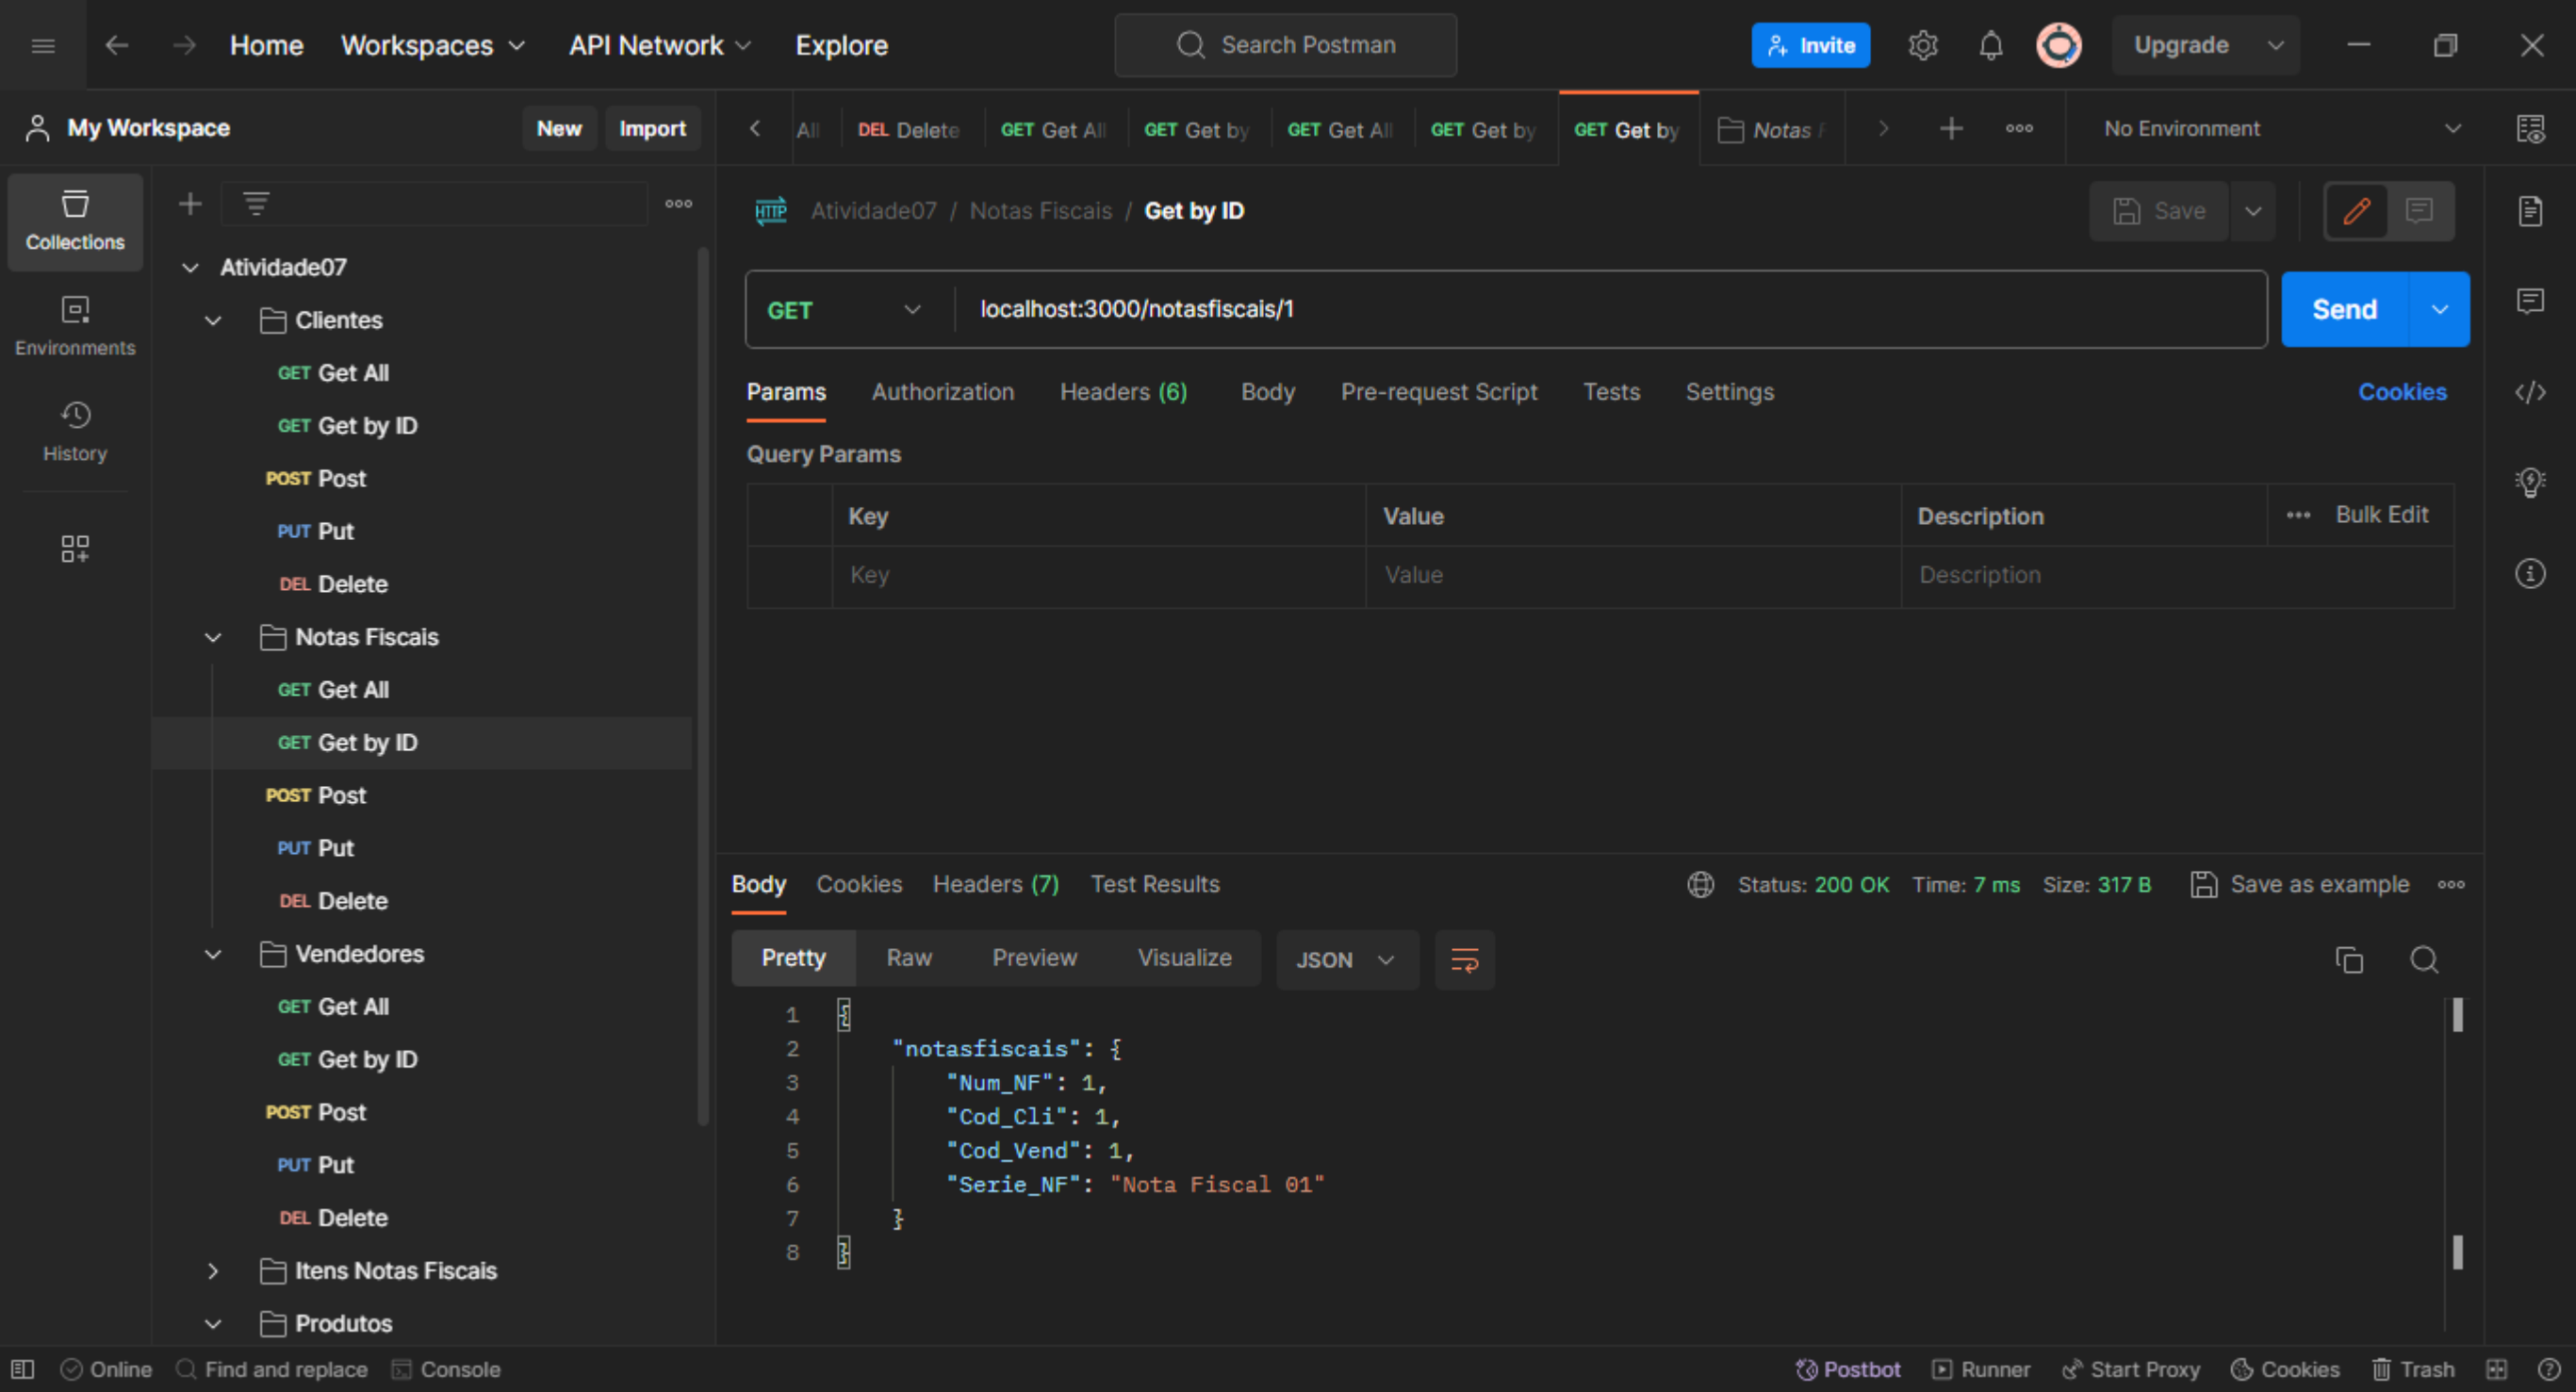 Home Workspaces API Network Explore Search Postman Invite Upgrade
My Workspace New Import
All DEL Delete GET Get All GET Get by GET Get All GET Get by GET Get by Notas No Environment
Collections
Environments
History
Atividade07
Clientes
GET Get All
GET Get by ID
POST Post
PUT Put
DEL Delete
Notas Fiscais
GET Get All
GET Get by ID
POST Post
PUT Put
DEL Delete
Vendedores
GET Get All
GET Get by ID
POST Post
PUT Put
DEL Delete
Itens Notas Fiscais
Produtos
HTTP Atividade07 / Notas Fiscais / Get by ID Save
GET localhost:3000/notasfiscais/1 Send
Params Authorization Headers (6) Body Pre-request Script Tests Settings Cookies
Query Params
Key Value Description Bulk Edit
Key Value Description
Body Cookies Headers (7) Test Results Status: 200 OK Time: 7 ms Size: 317 B Save as example
Pretty Raw Preview Visualize JSON
1 {
2 "notasfiscais": {
3 "Num_NF": 1,
4 "Cod_Cli": 1,
5 "Cod_Vend": 1,
6 "Serie_NF": "Nota Fiscal 01"
7 }
8 }
Online Find and replace Console Postbot Runner Start Proxy Cookies Trash